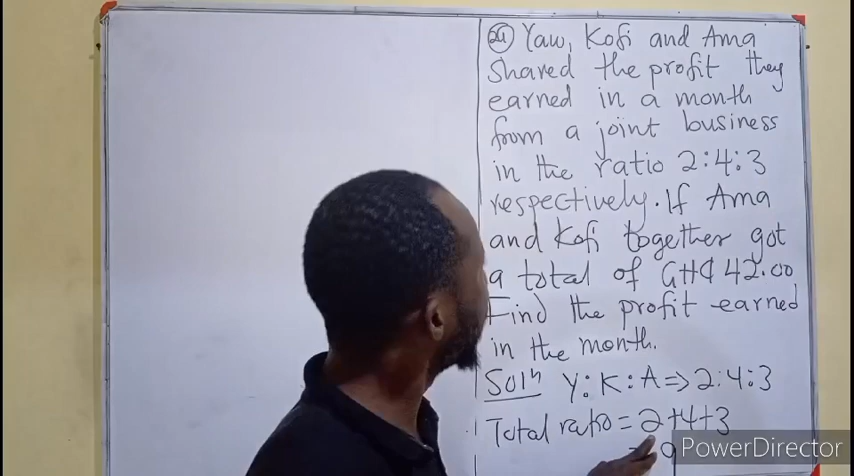 24 Yaw, Kofi and Ama
Shared the profit they
earned in a month
from a joint business
in the ratio 2:4:3
respectively. If Ama
and Kofi together got
a total of GH₵ 42.00
Find the profit earned
in the month.
Solⁿ Y:K:A => 2:4:3
Total ratio = 2+4+3
= 9
PowerDirector